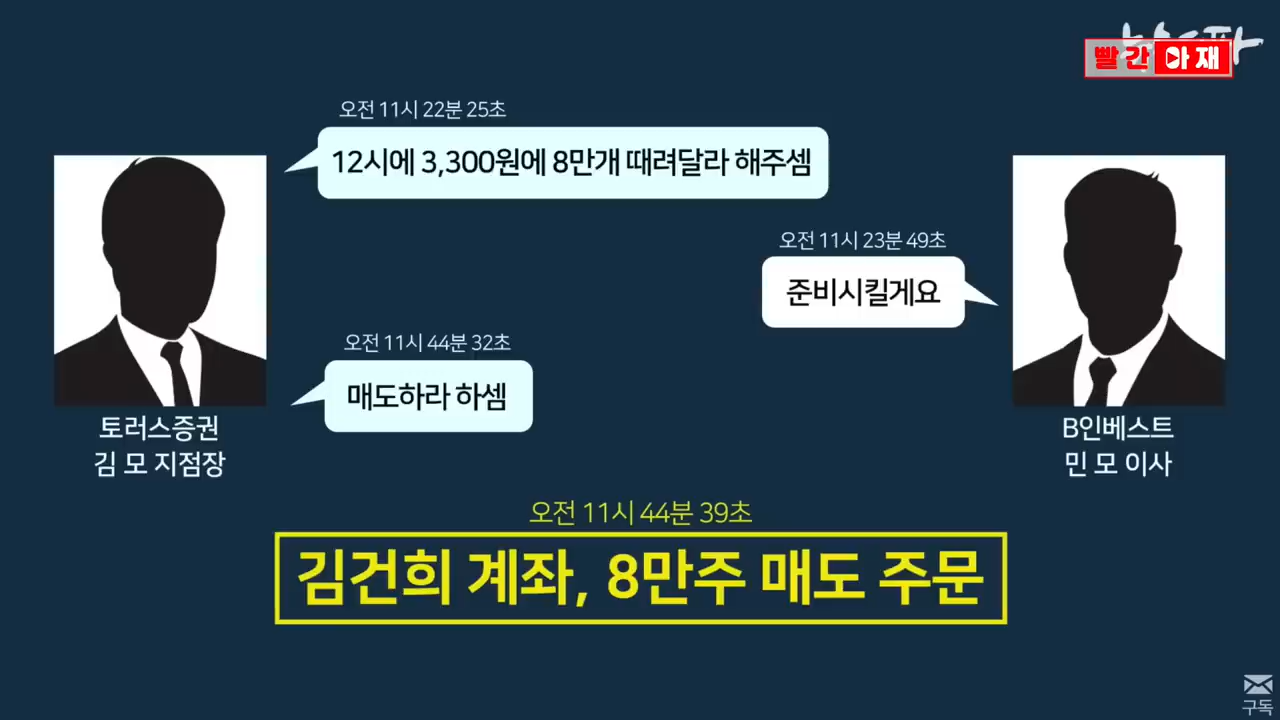 빨간아재
오전 11시 22분 25초
12시에 3,300원에 8만개 때려달라 해주셈
오전 11시 23분 49초
준비시킬게요
오전 11시 44분 32초
매도하라 하셈
토러스증권
김 모 지점장
B인베스트
민 모 이사
오전 11시 44분 39초
김건희 계좌, 8만주 매도 주문
구독